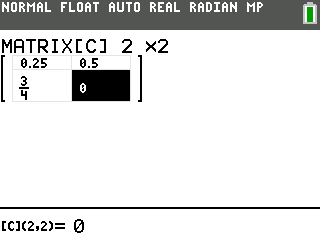 NORMAL FLOAT AUTO REAL RADIAN MP
MATRIX[C] 2 ×2
0.25 0.5
3/4 0
[C](2,2)= 0